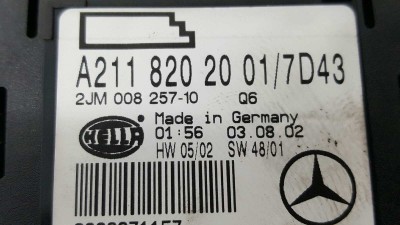 A211 820 20 01/7D43
2JM 008 257-10 Q6
HELLA
Made in Germany
01:56 03.08.02
HW 05/02 SW 48/01